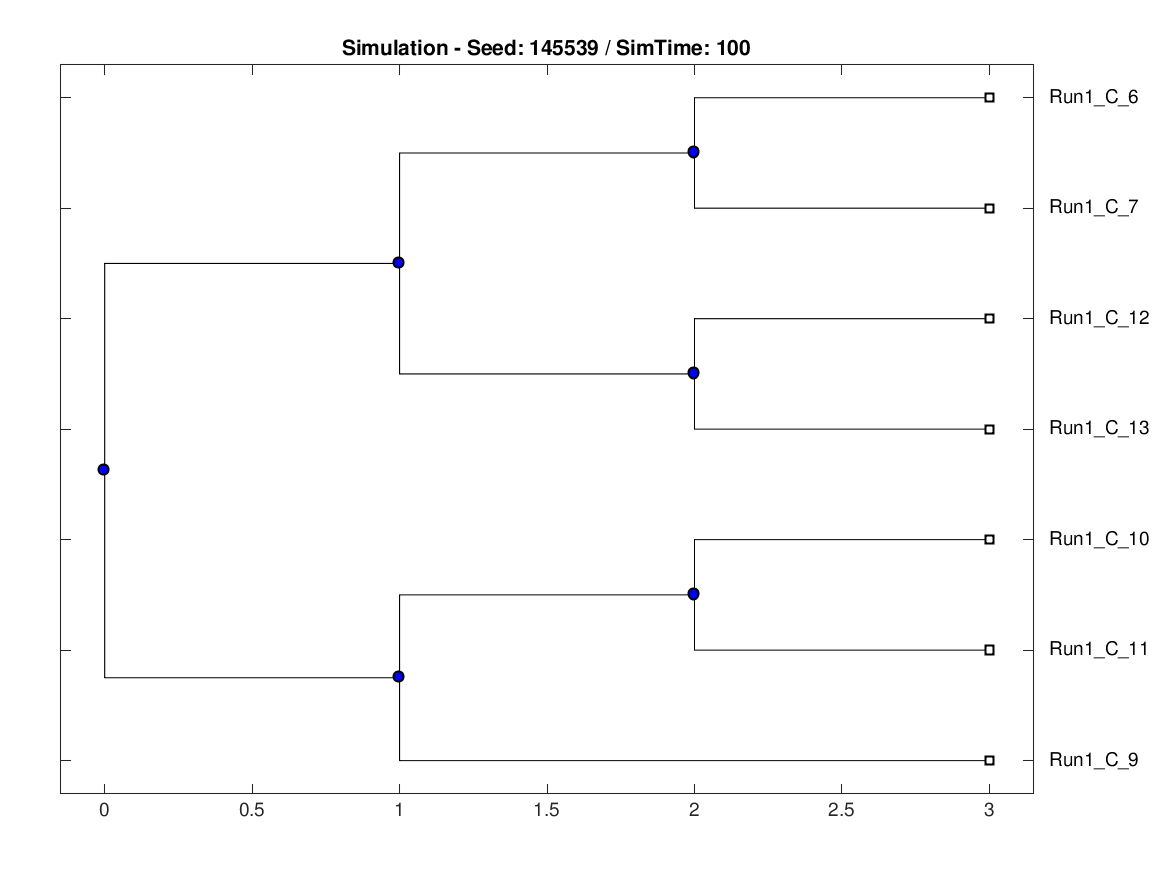 Simulation - Seed: 145539 / SimTime: 100
Run1_C_6
Run1_C_7
Run1_C_12
Run1_C_13
Run1_C_10
Run1_C_11
Run1_C_9
0 0.5 1 1.5 2 2.5 3